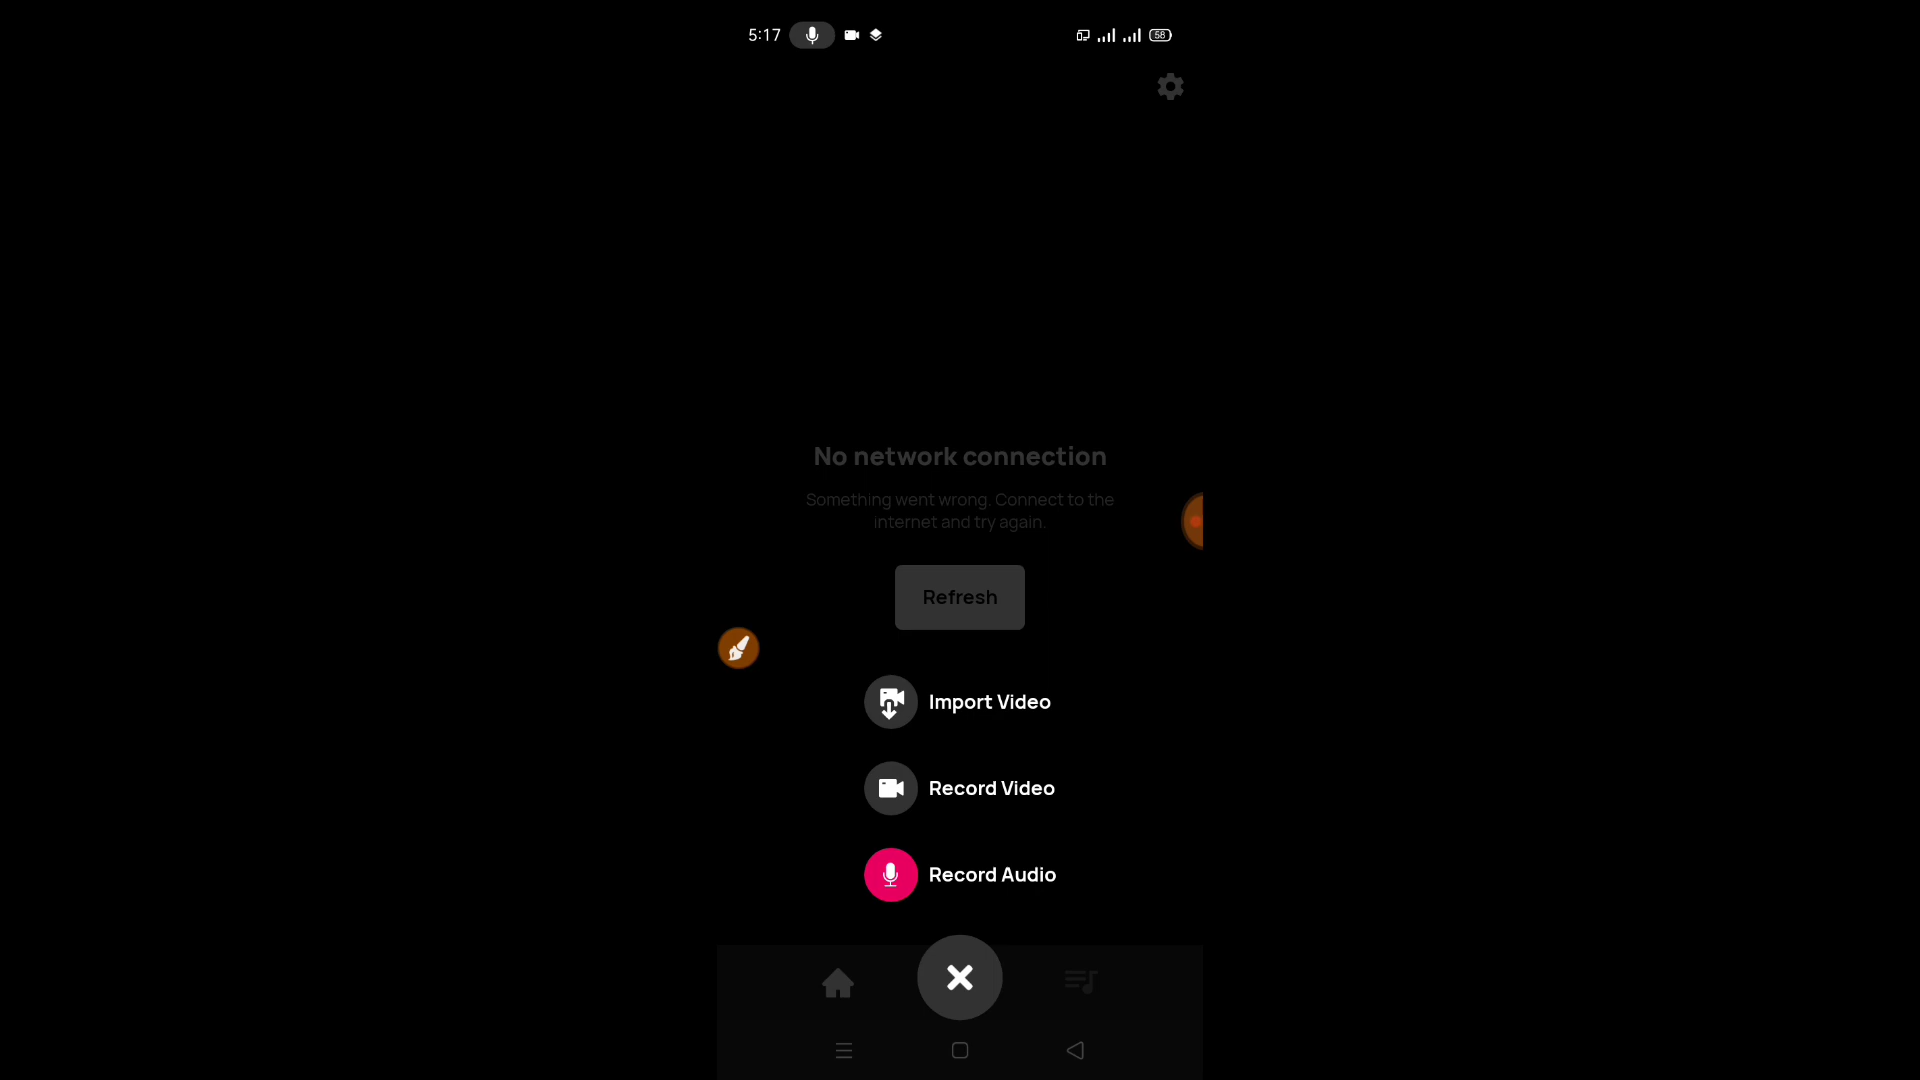 5:17
58
No network connection
Something went wrong. Connect to the
internet and try again.
Refresh
Import Video
Record Video
Record Audio